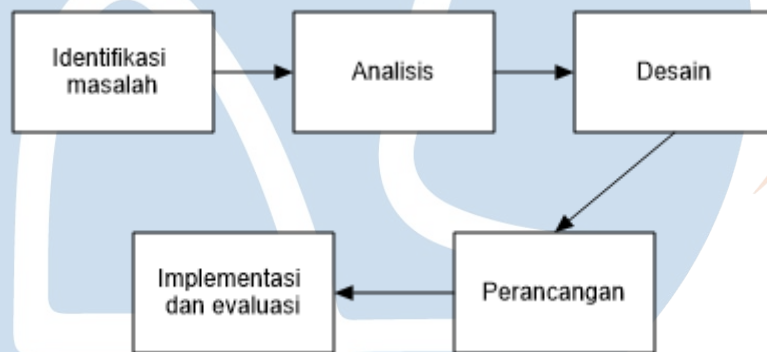 Identifikasi
masalah
Analisis
Desain
Perancangan
Implementasi
dan evaluasi